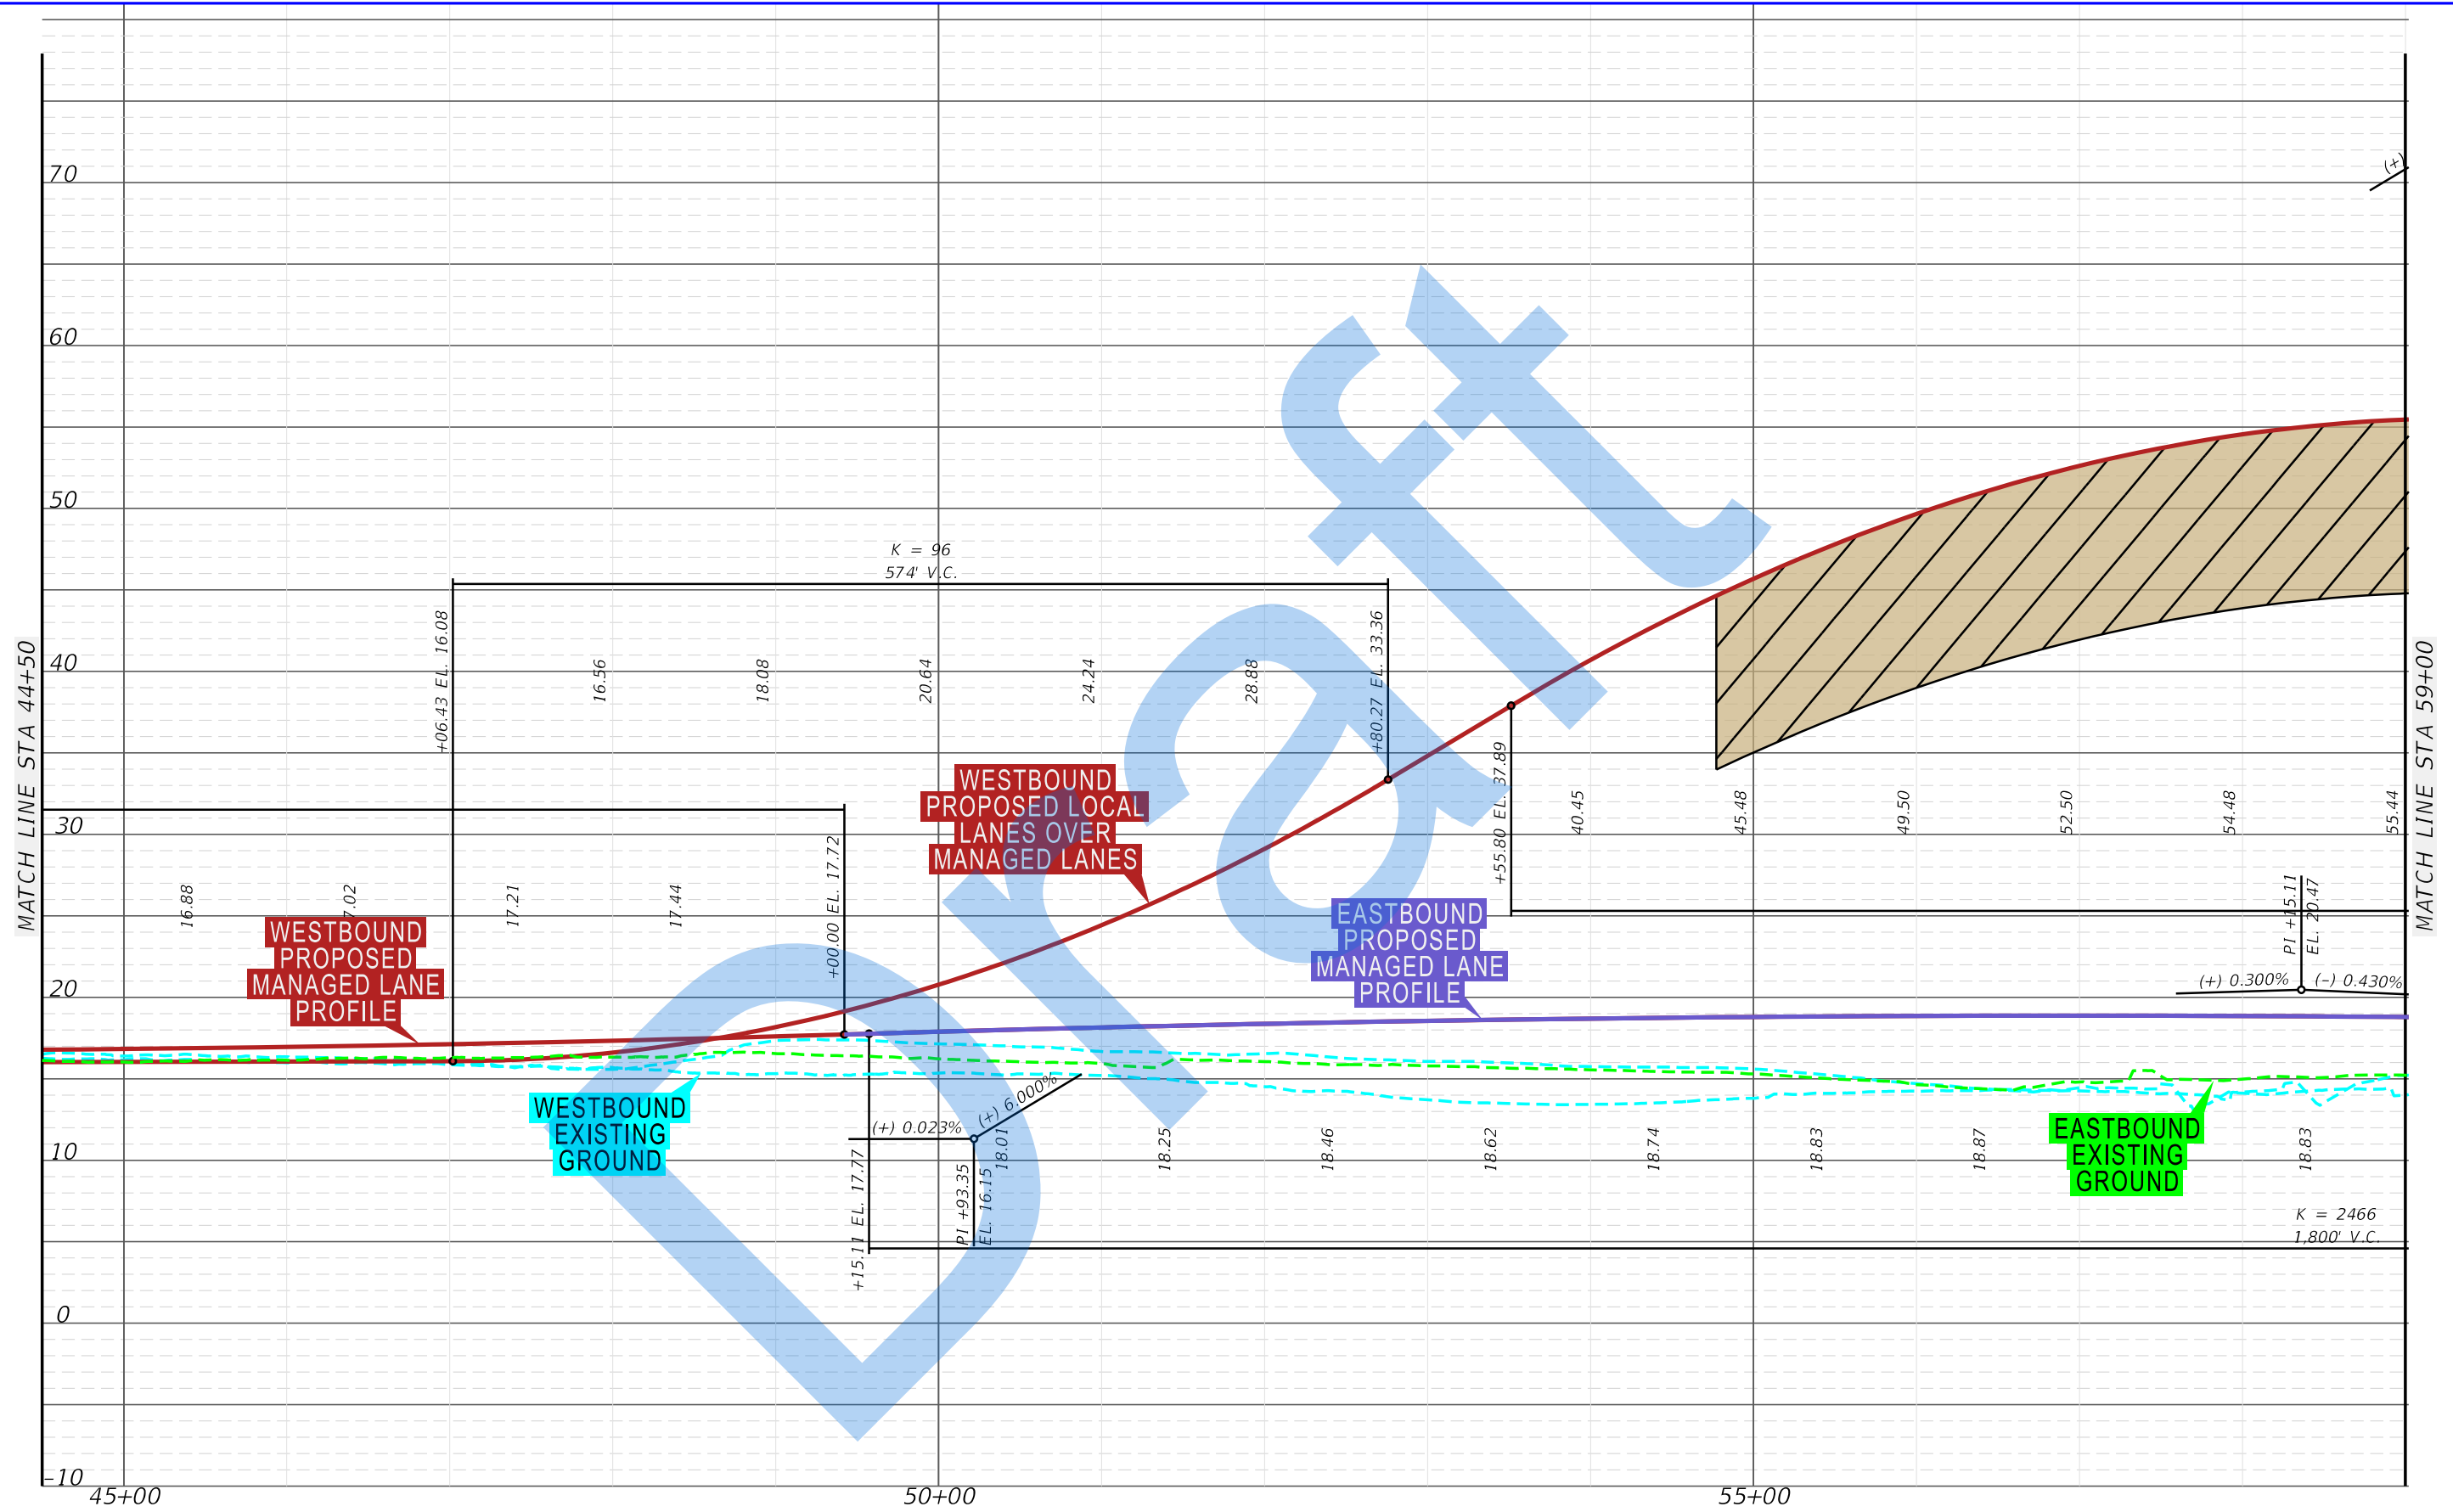 (+)
70
60
50
40
30
20
10
0
-10
K = 96
574' V.C.
+06.43 EL. 16.08
16.56
18.08
20.64
24.24
28.88
+80.27 EL. 33.36
MATCH LINE STA 44+50
MATCH LINE STA 59+00
+55.80 EL. 37.89
40.45
45.48
49.50
52.50
54.48
55.44
WESTBOUND
PROPOSED LOCAL
LANES OVER
MANAGED LANES
+00.00 EL. 17.72
16.88
7.02
17.21
17.44
WESTBOUND
PROPOSED
MANAGED LANE
PROFILE
EASTBOUND
PROPOSED
MANAGED LANE
PROFILE
PI +15.11
EL. 20.47
(+) 0.300%
(-) 0.430%
WESTBOUND
EXISTING
GROUND
(+) 0.023%
(+) 6.000%
+15.11 EL. 17.77
PI +93.35
EL. 16.15
18.01
18.25
18.46
18.62
18.74
18.83
18.87
18.83
EASTBOUND
EXISTING
GROUND
K = 2466
1,800' V.C.
45+00
50+00
55+00
Draft